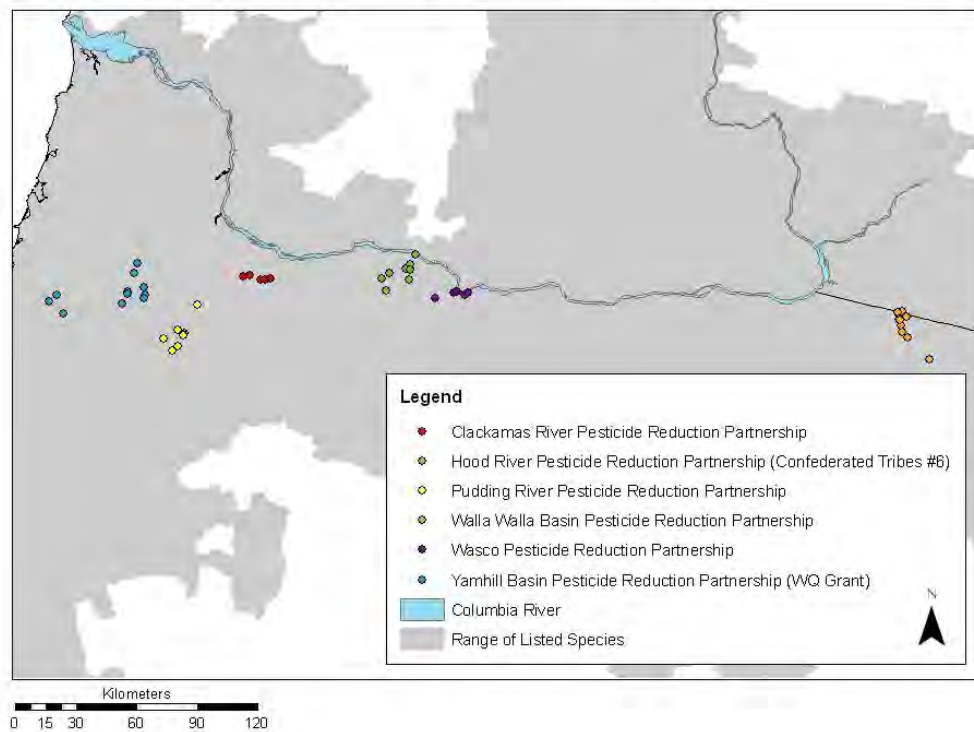 Legend
Clackamas River Pesticide Reduction Partnership
Hood River Pesticide Reduction Partnership (Confederated Tribes #6)
Pudding River Pesticide Reduction Partnership
Walla Walla Basin Pesticide Reduction Partnership
Wasco Pesticide Reduction Partnership
Yamhill Basin Pesticide Reduction Partnership (WQ Grant)
Columbia River
Range of Listed Species
N
Kilometers
0 15 30 60 90 120